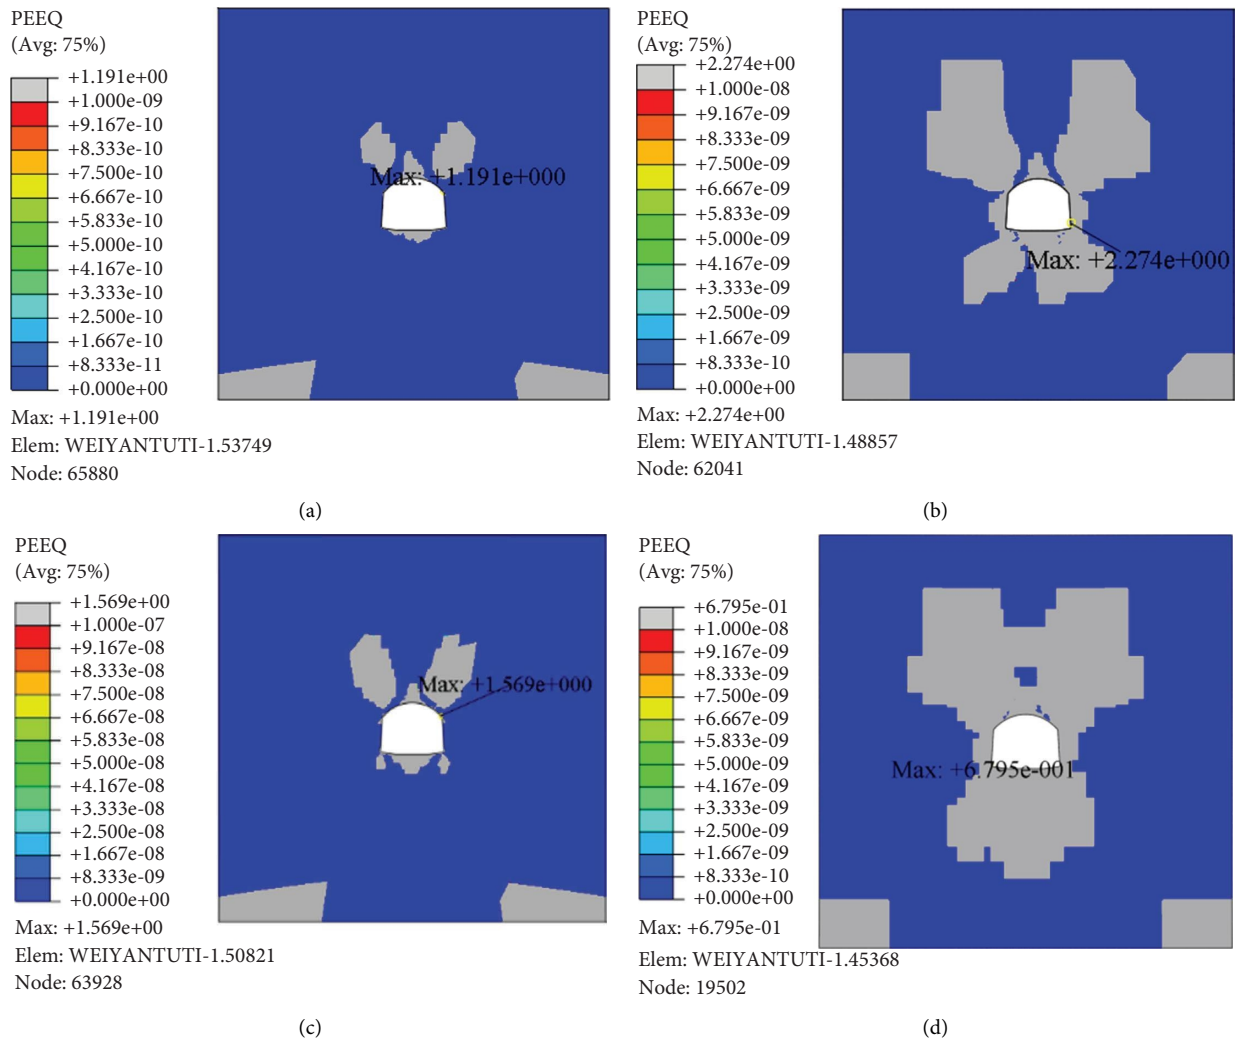 PEEQ
(Avg: 75%)
+1.191e+00
+1.000e-09
+9.167e-10
+8.333e-10
+7.500e-10
+6.667e-10
+5.833e-10
+5.000e-10
+4.167e-10
+3.333e-10
+2.500e-10
+1.667e-10
+8.333e-11
+0.000e+00
Max: +1.191e+00
Elem: WEIYANTUTI-1.53749
Node: 65880
Max: +1.191e+000
(a)
PEEQ
(Avg: 75%)
+2.274e+00
+1.000e-08
+9.167e-09
+8.333e-09
+7.500e-09
+6.667e-09
+5.833e-09
+5.000e-09
+4.167e-09
+3.333e-09
+2.500e-09
+1.667e-09
+8.333e-10
+0.000e+00
Max: +2.274e+00
Elem: WEIYANTUTI-1.48857
Node: 62041
Max: +2.274e+000
(b)
PEEQ
(Avg: 75%)
+1.569e+00
+1.000e-07
+9.167e-08
+8.333e-08
+7.500e-08
+6.667e-08
+5.833e-08
+5.000e-08
+4.167e-08
+3.333e-08
+2.500e-08
+1.667e-08
+8.333e-09
+0.000e+00
Max: +1.569e+00
Elem: WEIYANTUTI-1.50821
Node: 63928
Max: +1.569e+000
(c)
PEEQ
(Avg: 75%)
+6.795e-01
+1.000e-08
+9.167e-09
+8.333e-09
+7.500e-09
+6.667e-09
+5.833e-09
+5.000e-09
+4.167e-09
+3.333e-09
+2.500e-09
+1.667e-09
+8.333e-10
+0.000e+00
Max: +6.795e-01
Elem: WEIYANTUTI-1.45368
Node: 19502
Max: +6.795e-001
(d)